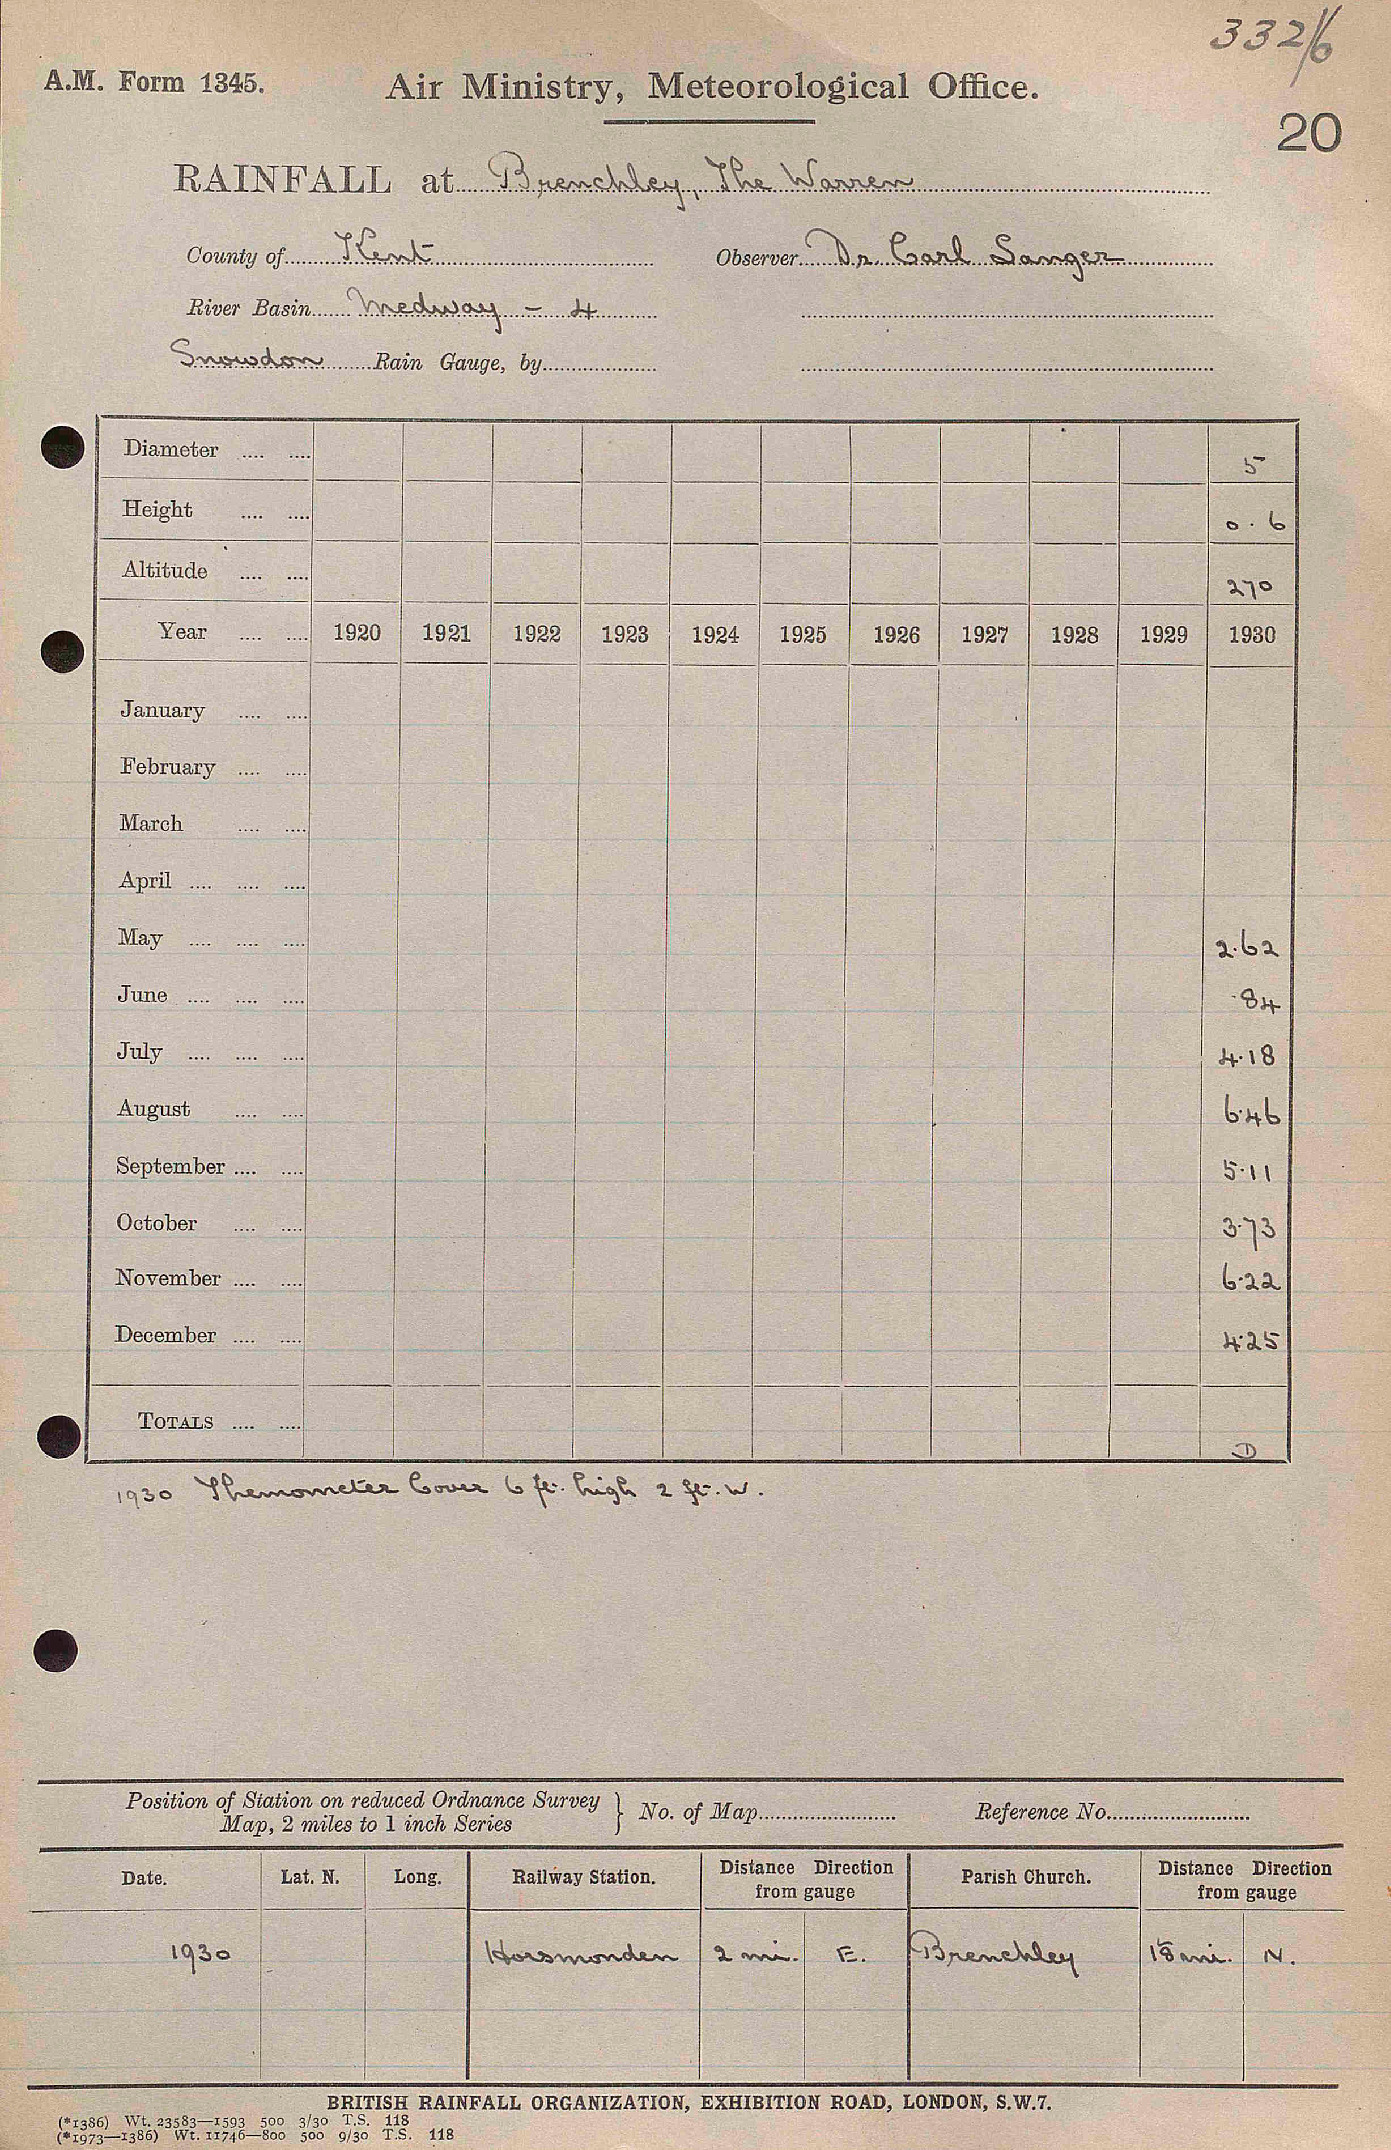 332/6
A.M. Form 1345. Air Ministry, Meteorological Office.
20
RAINFALL at Brenchley, The Warren
County of Kent Observer Dr. Carl Sanger
River Basin Medway - 4
Snowdon Rain Gauge, by
Diameter .... .... 5
Height .... .... 0.6
Altitude .... .... 270
Year .... .... 1920 1921 1922 1923 1924 1925 1926 1927 1928 1929 1930
January .... ....
February .... ....
March .... ....
April .... .... ....
May .... .... .... 2.62
June .... .... .... .84
July .... .... .... 4.18
August .... .... 6.46
September .... .... 5.11
October .... .... 3.73
November .... .... 6.22
December .... .... 4.25
TOTALS .... ....
1930 Themometer Cover 6 ft. high 2 ft. W.
Position of Station on reduced Ordnance Survey
Map, 2 miles to 1 inch Series } No. of Map Reference No.
Date. Lat. N. Long. Railway Station. Distance Direction from gauge Parish Church. Distance Direction from gauge
1930 Horsmonden 2 mi. E. Brenchley mi. N.
BRITISH RAINFALL ORGANIZATION, EXHIBITION ROAD, LONDON, S.W.7.
(*1386) Wt. 23583—1593 500 3/30 T.S. 118
(*1973—1386) Wt. 11746—800 500 9/30 T.S. 118